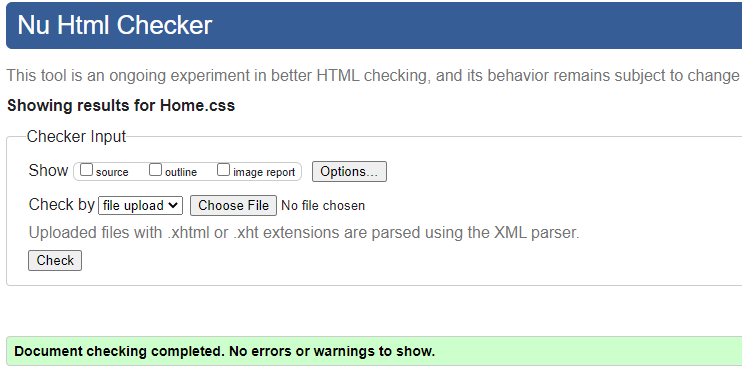 Nu Html Checker
This tool is an ongoing experiment in better HTML checking, and its behavior remains subject to change
Showing results for Home.css
Checker Input
Show source outline image report Options...
Check by file upload Choose File No file chosen
Uploaded files with .xhtml or .xht extensions are parsed using the XML parser.
Check
Document checking completed. No errors or warnings to show.